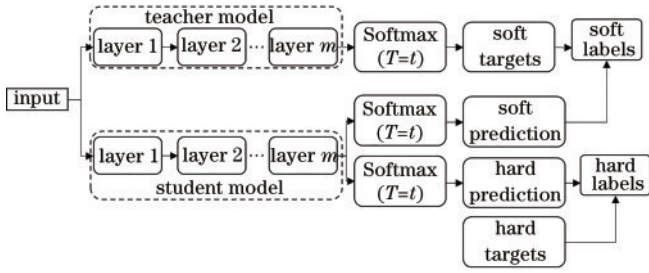 teacher model
layer 1
layer 2
...
layer m
Softmax
(T=t)
soft
targets
soft
labels
input
layer 1
layer 2
...
layer m
student model
Softmax
(T=t)
soft
prediction
Softmax
(T=t)
hard
prediction
hard
labels
hard
targets